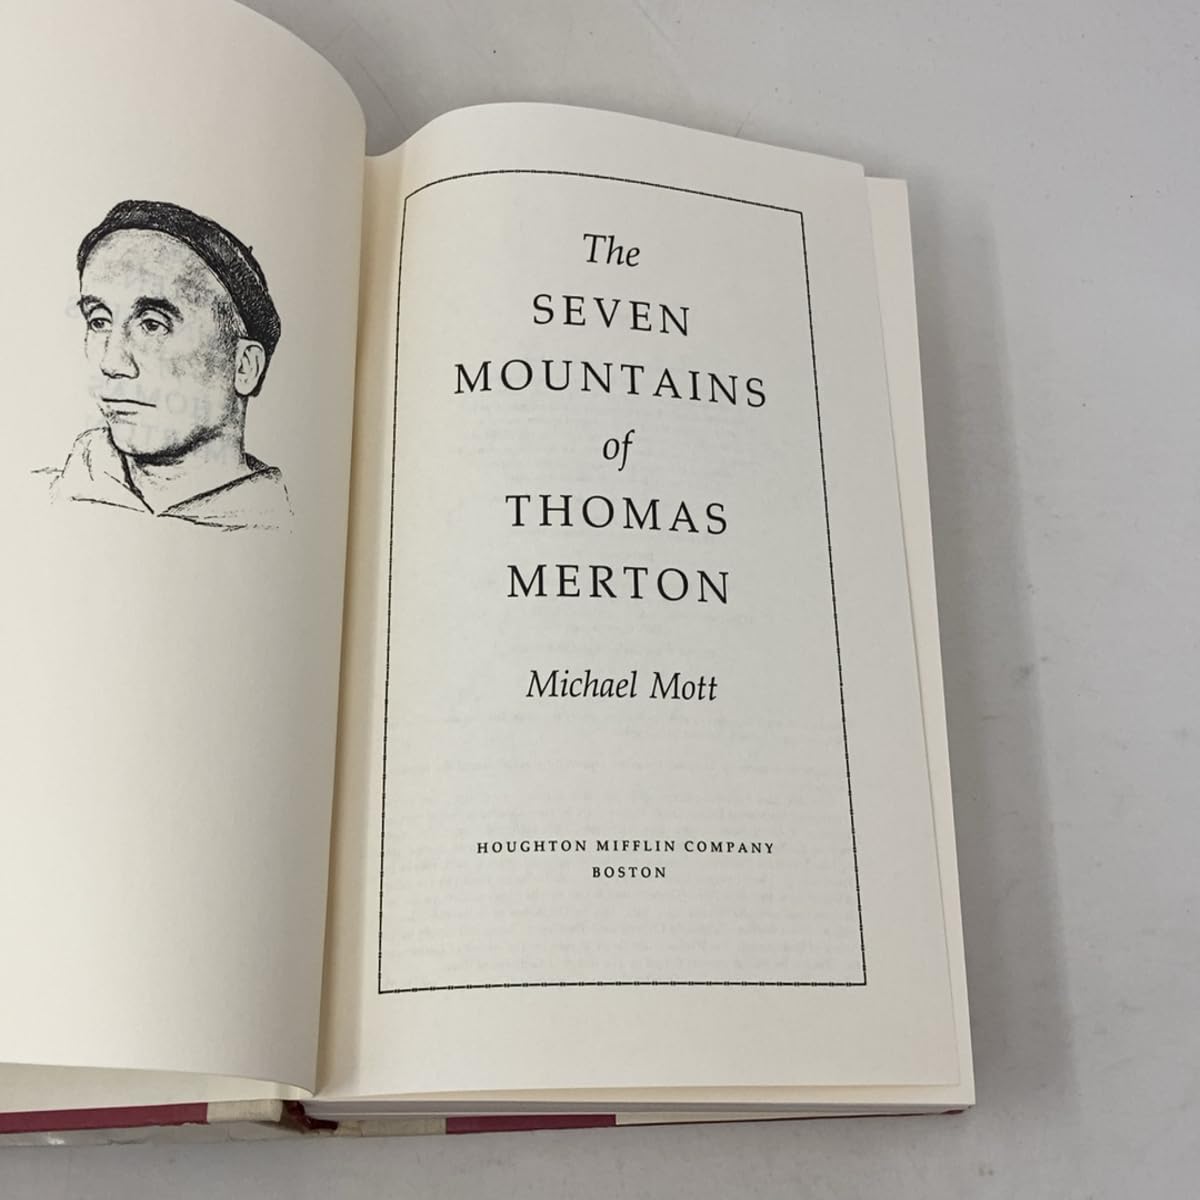 The
SEVEN
MOUNTAINS
of
THOMAS
MERTON
Michael Mott
HOUGHTON MIFFLIN COMPANY
BOSTON